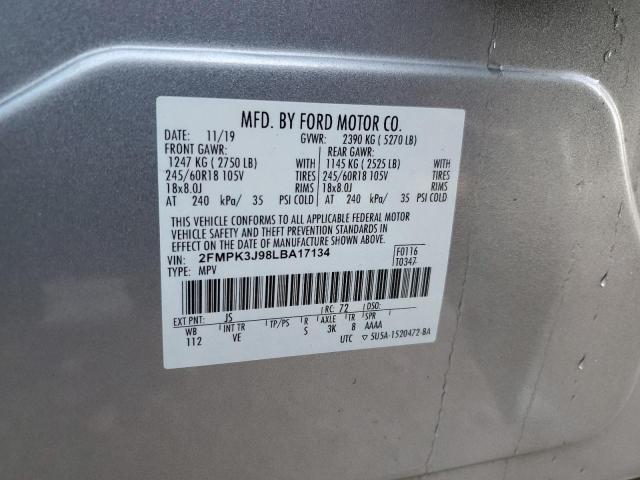 MFD. BY FORD MOTOR CO.
DATE: 11/19 GVWR: 2390 KG ( 5270 LB)
FRONT GAWR: REAR GAWR:
1247 KG ( 2750 LB) WITH 1145 KG ( 2525 LB) WITH
245/60R18 105V TIRES 245/60R18 105V TIRES
18x8.0J RIMS 18x8.0J RIMS
AT 240 kPa/ 35 PSI COLD AT 240 kPa/ 35 PSI COLD
THIS VEHICLE CONFORMS TO ALL APPLICABLE FEDERAL MOTOR
VEHICLE SAFETY AND THEFT PREVENTION STANDARDS IN
EFFECT ON THE DATE OF MANUFACTURE SHOWN ABOVE.
VIN: 2FMPK3J98LBA17134 F0116
TYPE: MPV T0347
EXT PNT: JS RC: 72 DSO:
WB INT TR TP/PS R AXLE TR SPR
112 VE S 3K 8 AAAA
UTC ▽ 5U5A-1520472-BA